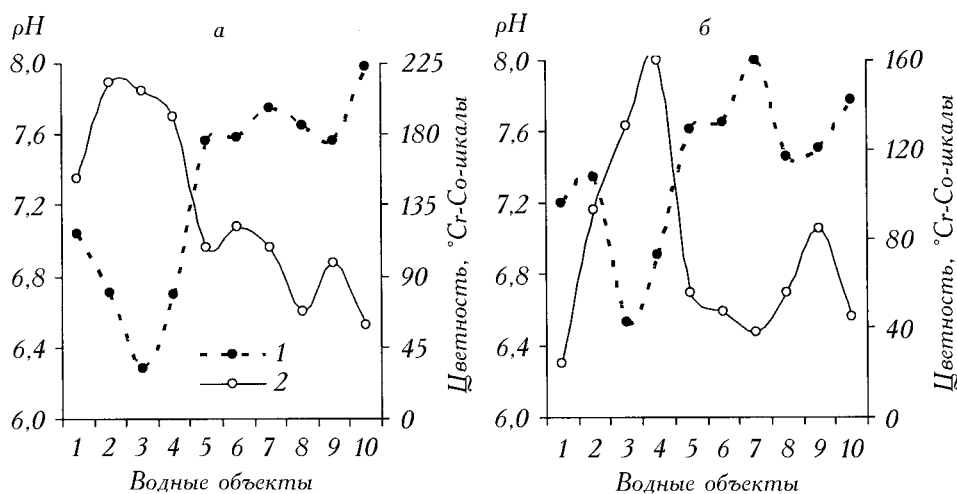 pH а Цветность, °Cr-Co-шкалы
8,0 225
7,6 180
7,2 135
6,8 90
6,4 45
6,0 0
1
2
1 2 3 4 5 6 7 8 9 10
Водные объекты
pH б Цветность, °Cr-Co-шкалы
8,0 160
7,6 120
7,2 80
6,8 40
6,4 0
6,0
1 2 3 4 5 6 7 8 9 10
Водные объекты